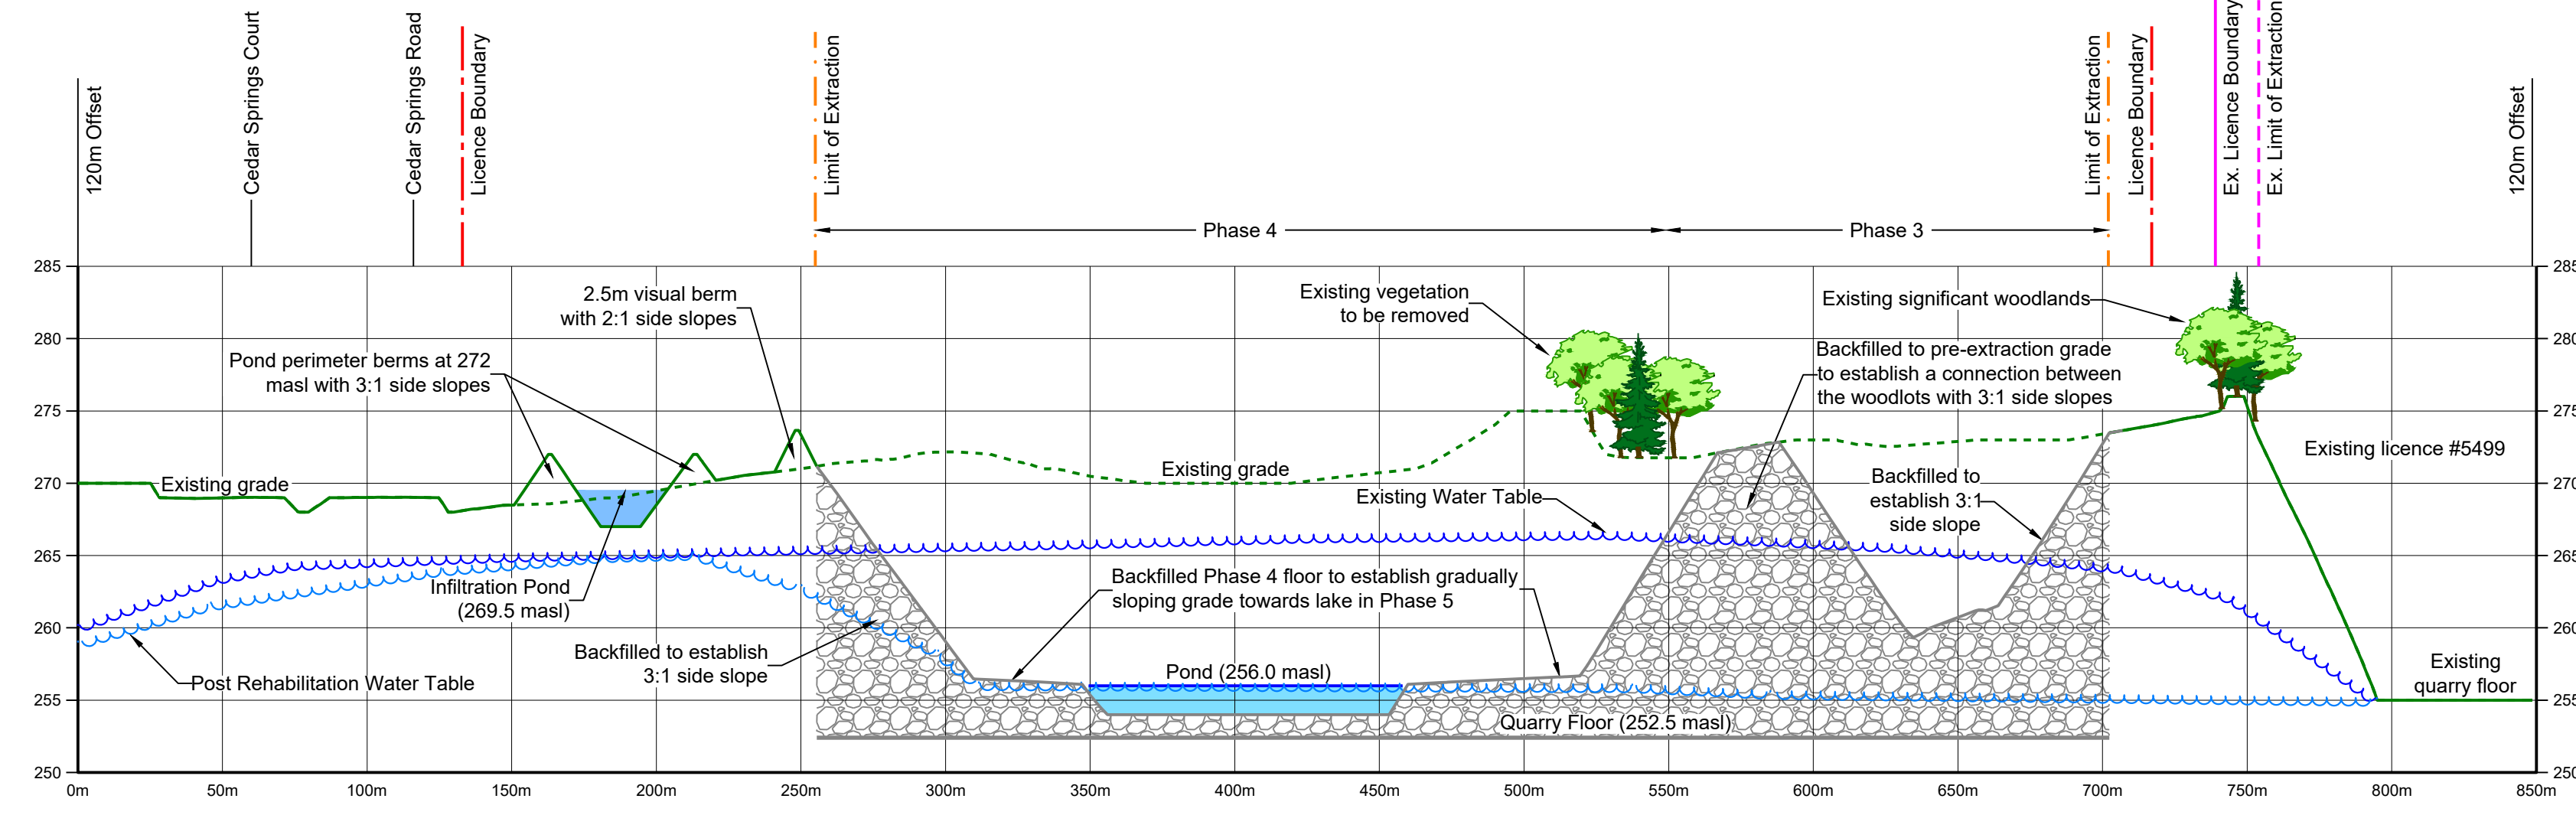 120m Offset
Cedar Springs Court
Cedar Springs Road
Licence Boundary
Limit of Extraction
Limit of Extraction
Licence Boundary
Ex. Licence Boundary
Ex. Limit of Extraction
120m Offset
Phase 4
Phase 3
285
285
280
280
275
275
270
270
265
265
260
260
255
255
250
250
2.5m visual berm
with 2:1 side slopes
Existing vegetation
to be removed
Existing significant woodlands
Pond perimeter berms at 272
masl with 3:1 side slopes
Backfilled to pre-extraction grade
to establish a connection between
the woodlots with 3:1 side slopes
Existing licence #5499
Existing grade
Existing grade
Existing Water Table
Backfilled to
establish 3:1
side slope
Infiltration Pond
(269.5 masl)
Backfilled Phase 4 floor to establish gradually
sloping grade towards lake in Phase 5
Backfilled to establish
3:1 side slope
Post Rehabilitation Water Table
Pond (256.0 masl)
Existing
quarry floor
Quarry Floor (252.5 masl)
0m
50m
100m
150m
200m
250m
300m
350m
400m
450m
500m
550m
600m
650m
700m
750m
800m
850m